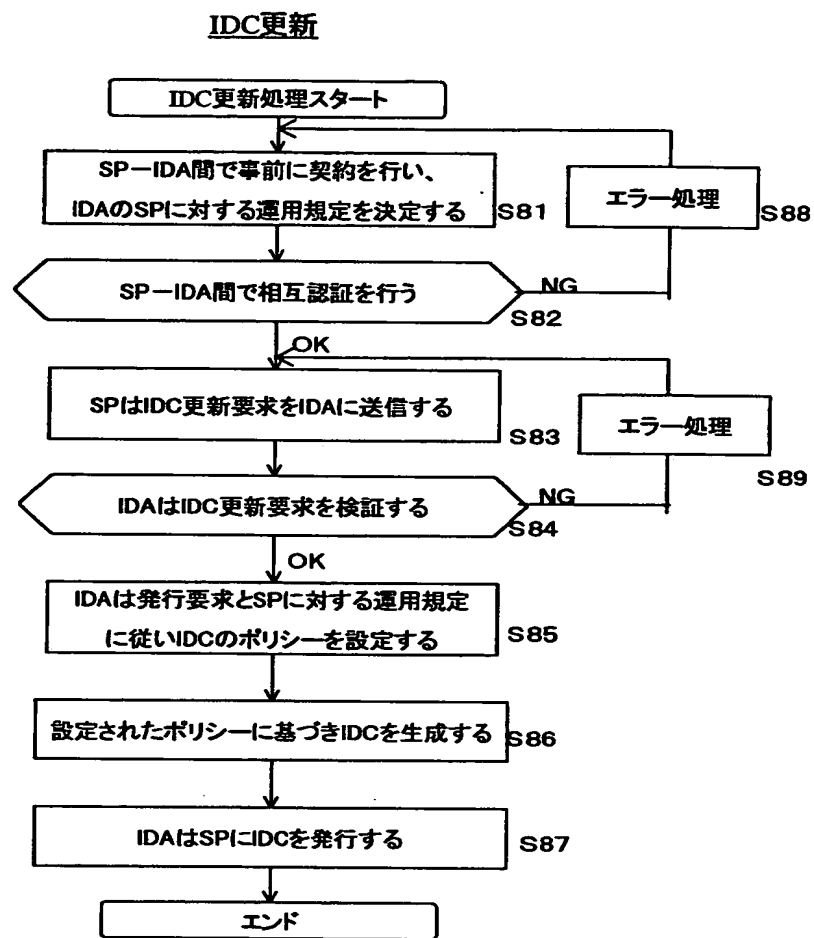 IDC更新
IDC更新処理スタート
SP－IDA間で事前に契約を行い、
IDAのSPに対する運用規定を決定する
S81
エラー処理
S88
SP－IDA間で相互認証を行う
NG
S82
OK
SPはIDC更新要求をIDAに送信する
S83
エラー処理
S89
IDAはIDC更新要求を検証する
NG
S84
OK
IDAは発行要求とSPに対する運用規定
に従いIDCのポリシーを設定する
S85
設定されたポリシーに基づきIDCを生成する
S86
IDAはSPにIDCを発行する
S87
エンド